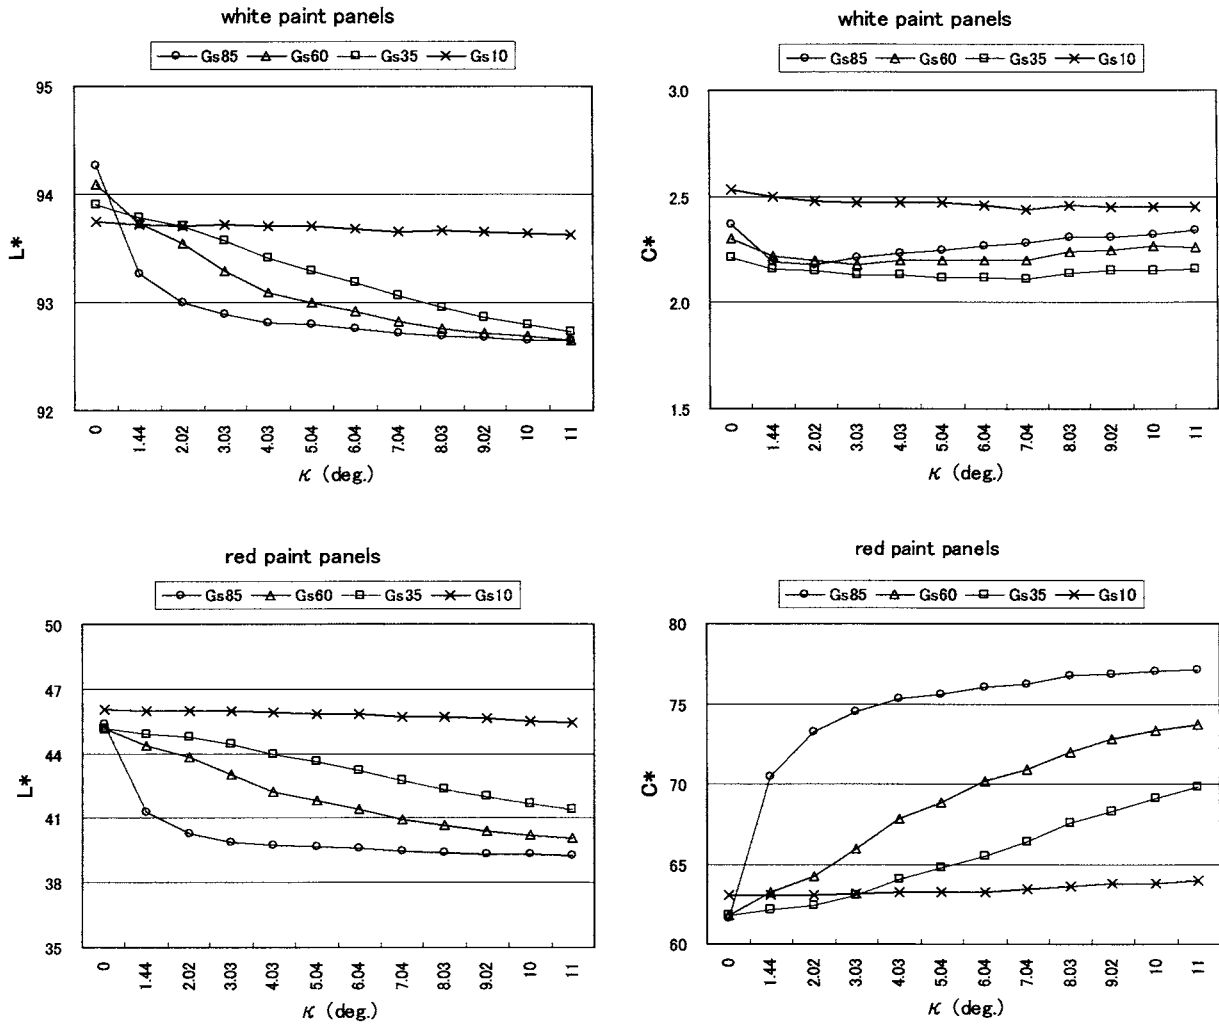 white paint panels
Gs85 Gs60 Gs35 Gs10
95
94
93
92
L*
0 1.44 2.02 3.03 4.03 5.04 6.04 7.04 8.03 9.02 10 11
κ (deg.)
white paint panels
Gs85 Gs60 Gs35 Gs10
3.0
2.5
2.0
1.5
C*
0 1.44 2.02 3.03 4.03 5.04 6.04 7.04 8.03 9.02 10 11
κ (deg.)
red paint panels
Gs85 Gs60 Gs35 Gs10
50
47
44
41
38
35
L*
0 1.44 2.02 3.03 4.03 5.04 6.04 7.04 8.03 9.02 10 11
κ (deg.)
red paint panels
Gs85 Gs60 Gs35 Gs10
80
75
70
65
60
C*
0 1.44 2.02 3.03 4.03 5.04 6.04 7.04 8.03 9.02 10 11
κ (deg.)